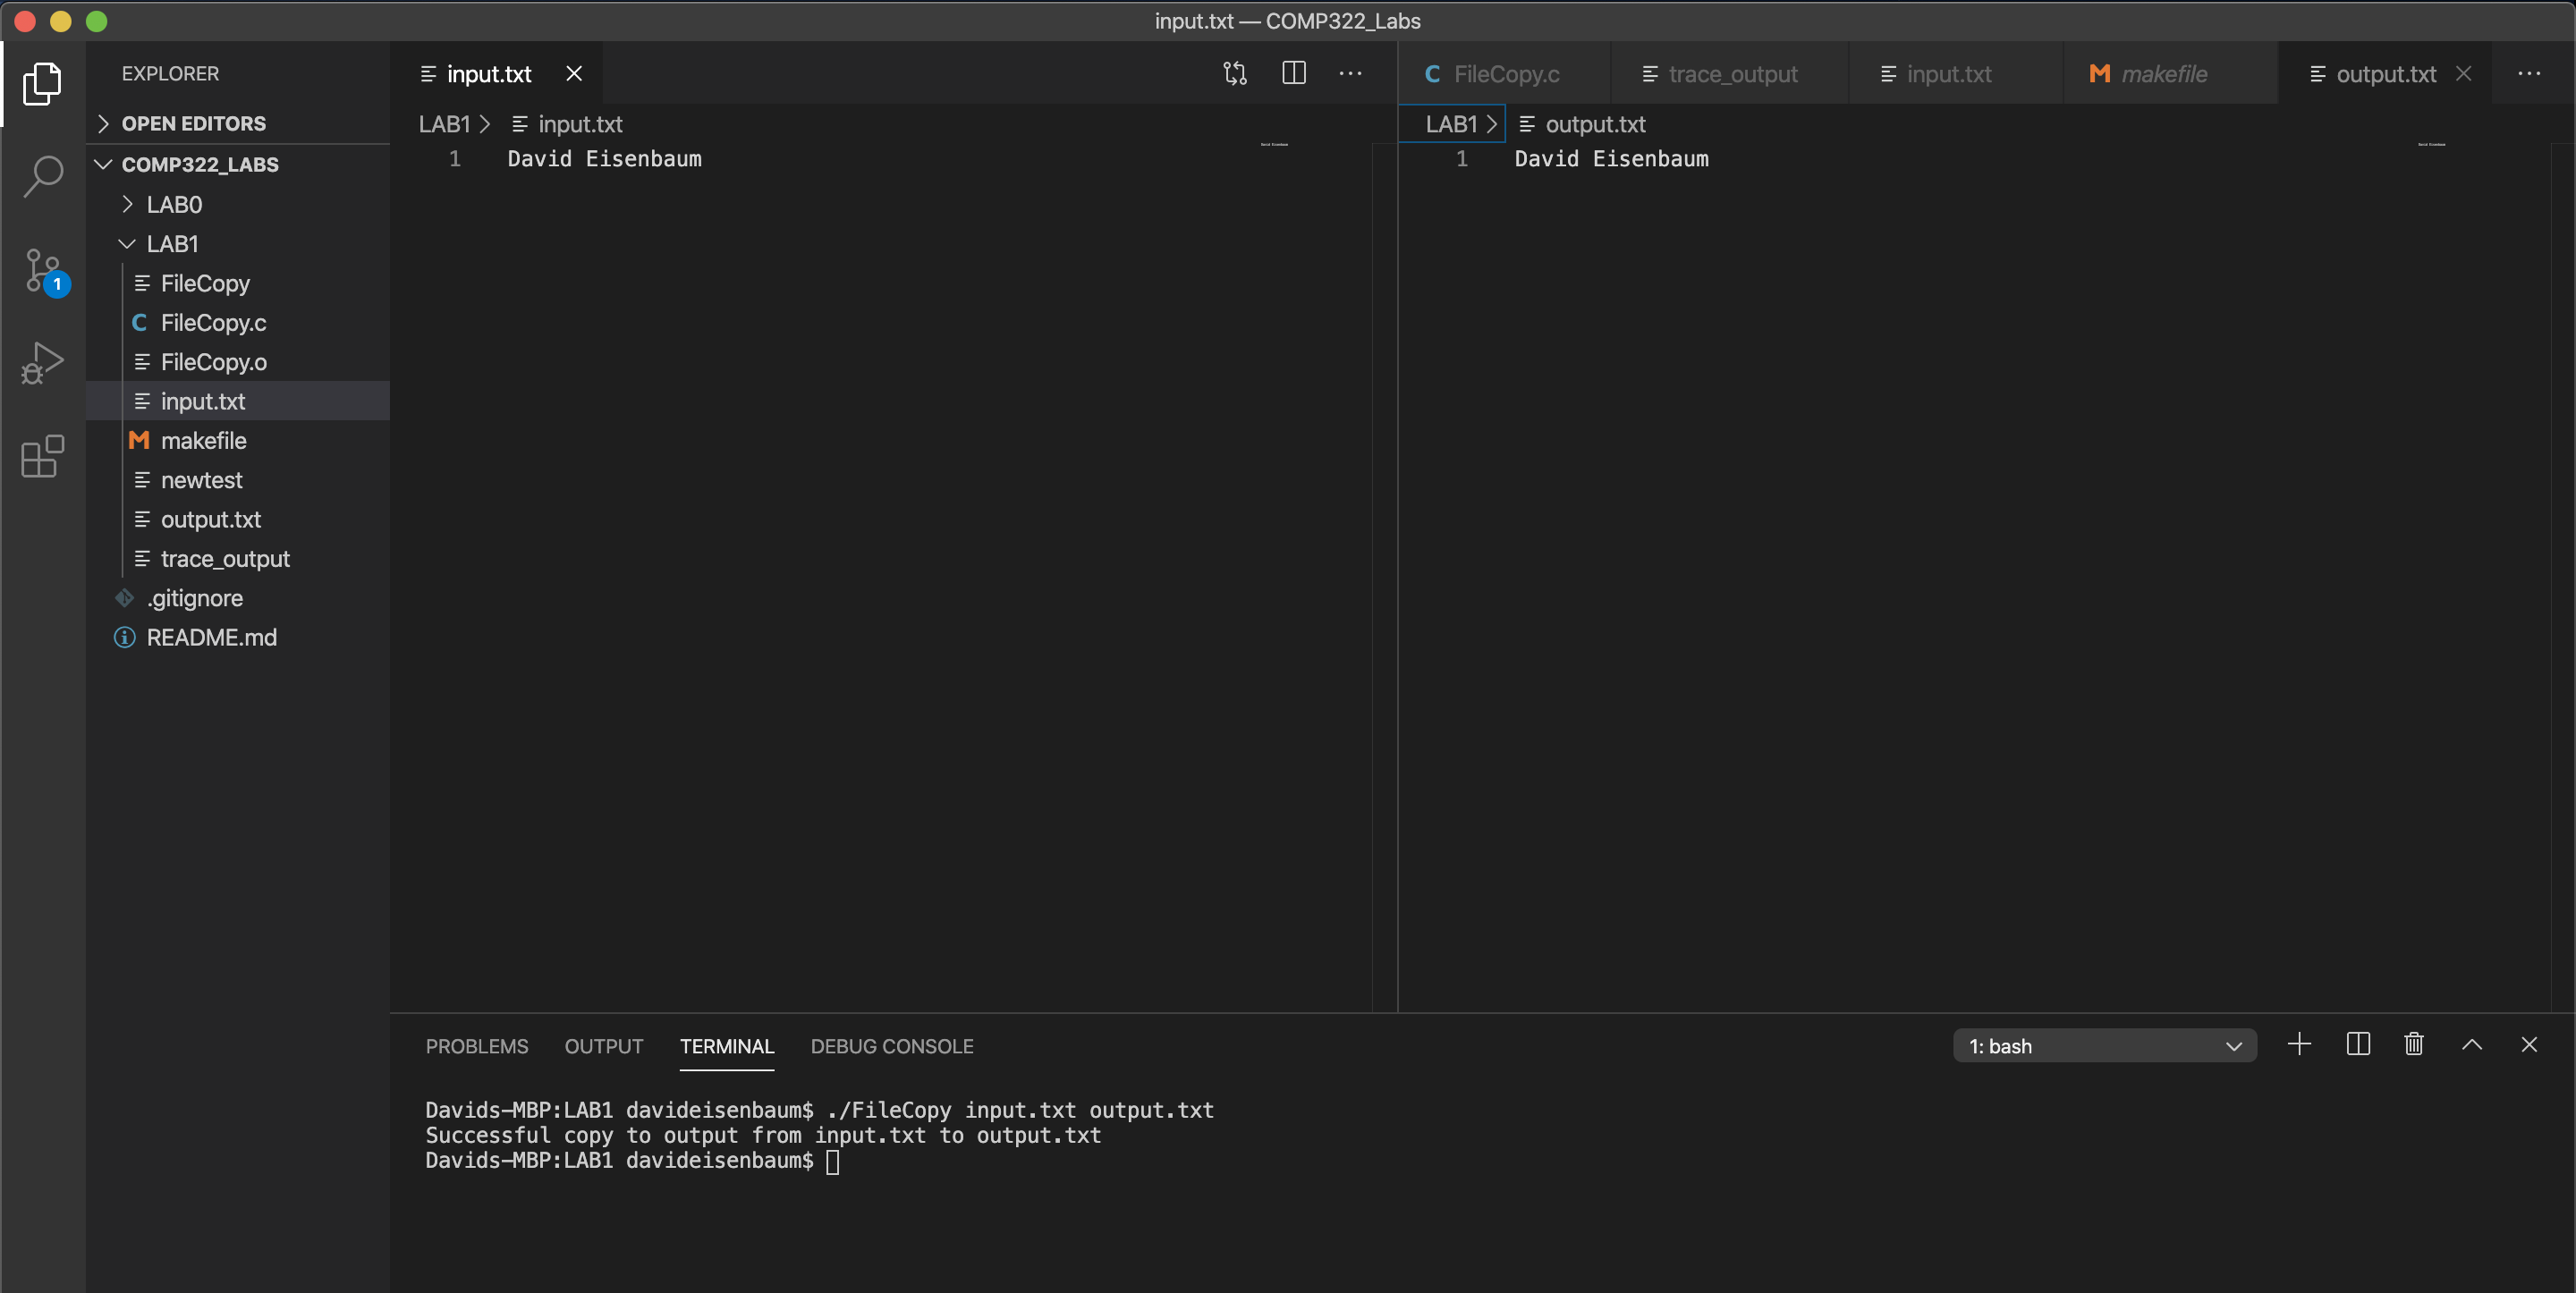 input.txt — COMP322_Labs
EXPLORER
OPEN EDITORS
COMP322_LABS
LAB0
LAB1
FileCopy
C FileCopy.c
FileCopy.o
input.txt
M makefile
newtest
output.txt
trace_output
.gitignore
README.md
1
input.txt
LAB1 > input.txt
1 David Eisenbaum
C FileCopy.c trace_output input.txt M makefile output.txt
LAB1 > output.txt
1 David Eisenbaum
PROBLEMS OUTPUT TERMINAL DEBUG CONSOLE 1: bash
Davids-MBP:LAB1 davideisenbaum$ ./FileCopy input.txt output.txt
Successful copy to output from input.txt to output.txt
Davids-MBP:LAB1 davideisenbaum$